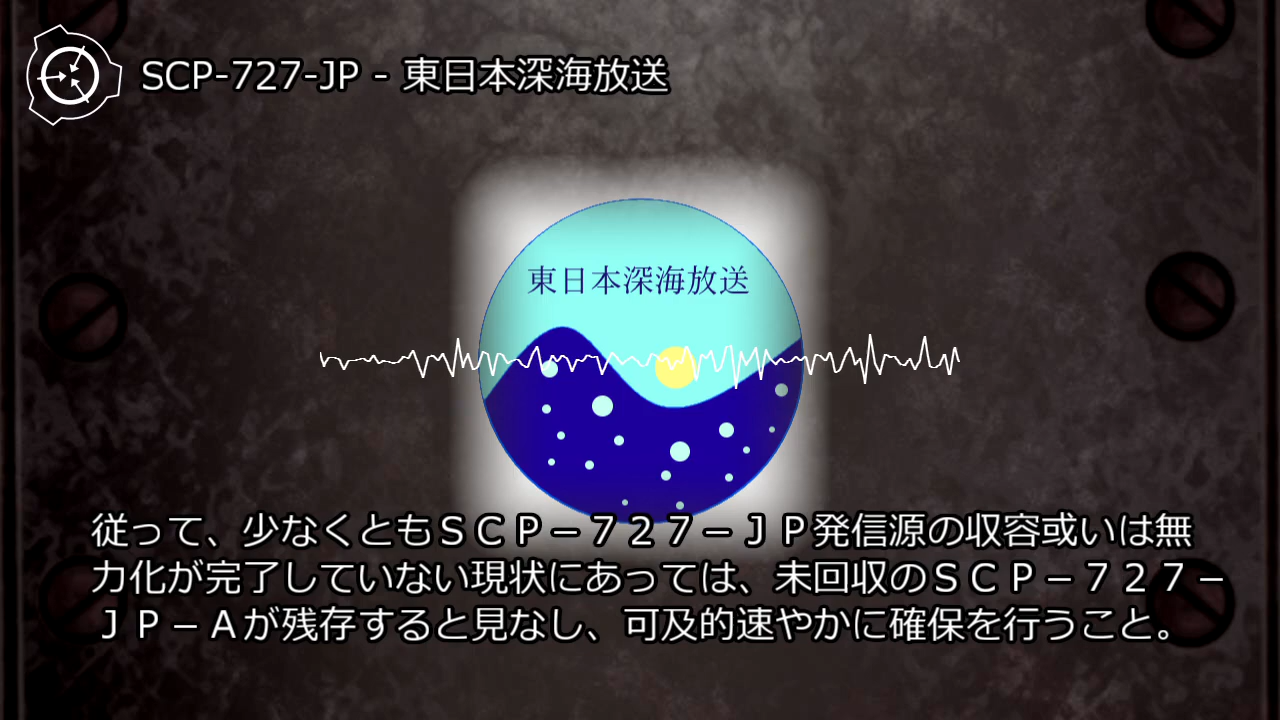 SCP-727-JP - 東日本深海放送
東日本深海放送
従って、少なくともＳＣＰ－７２７－ＪＰ発信源の収容或いは無
力化が完了していない現状にあっては、未回収のＳＣＰ－７２７－
ＪＰ－Ａが残存すると見なし、可及的速やかに確保を行うこと。